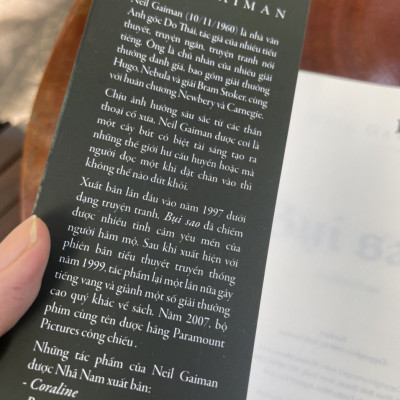 GAIMAN
Neil Gaiman (10/11/1960) là nhà văn
Anh gốc Do Thái, tác giả của nhiều tiểu
thuyết, truyện ngắn, truyện tranh nổi
tiếng. Ông là chủ nhân của nhiều giải
thưởng danh giá, bao gồm giải thưởng
Hugo, Nebula và giải Bram Stoker, cùng
với huân chương Newbery và Carnegie.
Chịu ảnh hưởng sâu sắc từ các thần
thoại cổ xưa, Neil Gaiman được coi là
một cây bút có biệt tài sáng tạo ra
những thế giới hư cấu huyễn hoặc mà
người đọc một khi đặt chân vào thì
không thể nào dứt khỏi.
Xuất bản lần đầu vào năm 1997 dưới
dạng truyện tranh, Bụi sao đã chiếm
được nhiều tình cảm yêu mến của
người hâm mộ. Sau khi xuất hiện với
phiên bản tiểu thuyết truyền thống
năm 1999, tác phẩm lại một lần nữa gây
tiếng vang và giành một số giải thưởng
cao quý khác về sách. Năm 2007, bộ
phim cùng tên được hãng Paramount
Pictures công chiếu.
Những tác phẩm của Neil Gaiman
được Nhã Nam xuất bản:
- Coraline